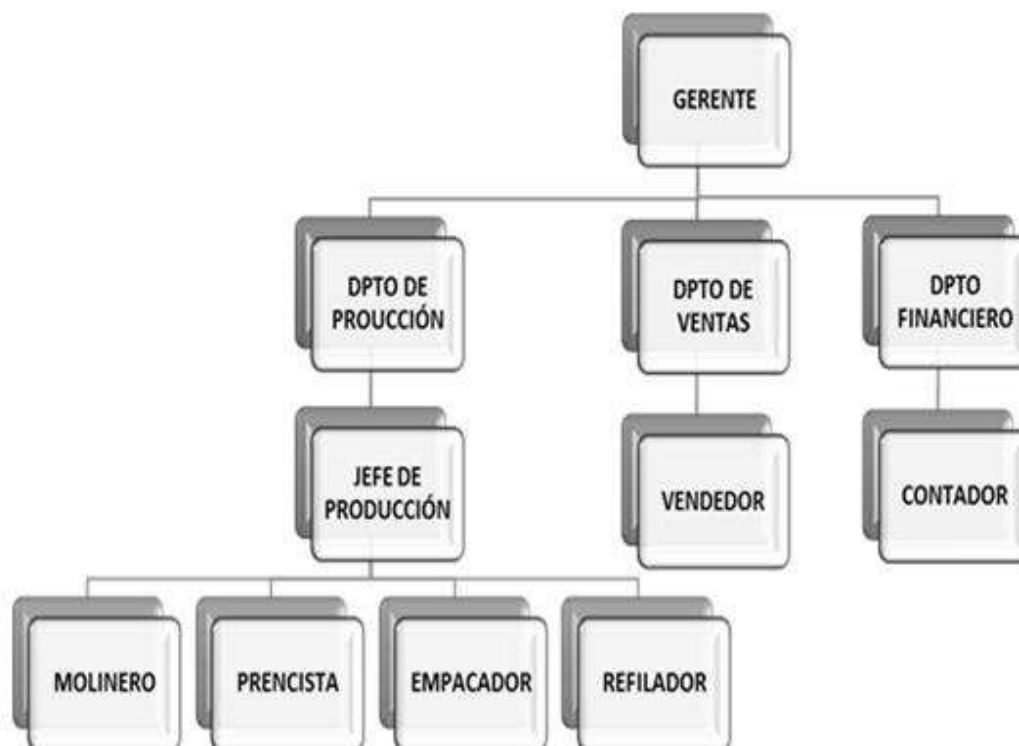 GERENTE
DPTO DE
PROUCCIÓN
DPTO DE
VENTAS
DPTO
FINANCIERO
JEFE DE
PRODUCCIÓN
VENDEDOR
CONTADOR
MOLINERO
PRENCISTA
EMPACADOR
REFILADOR